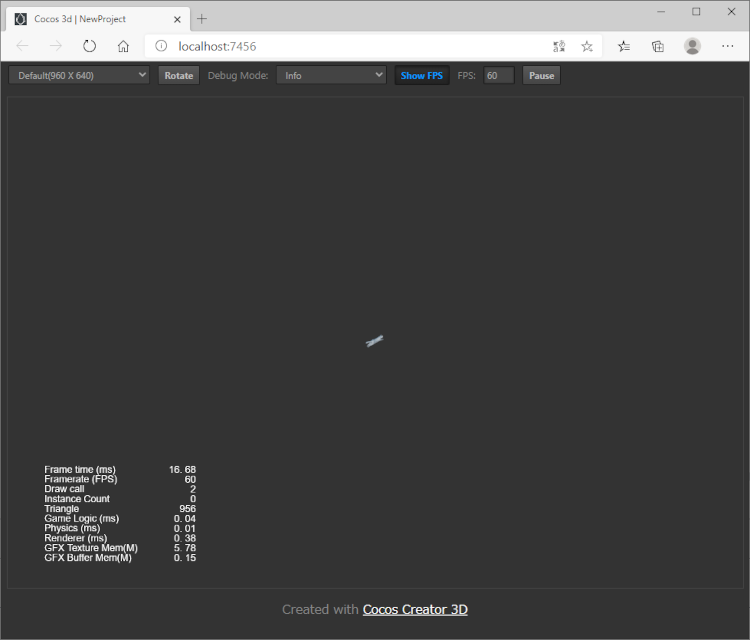 Cocos 3d | NewProject
localhost:7456
Default(960 X 640) Rotate Debug Mode: Info Show FPS FPS: 60 Pause
Frame time (ms) 16. 68
Framerate (FPS) 60
Draw call 2
Instance Count 0
Triangle 956
Game Logic (ms) 0. 04
Physics (ms) 0. 01
Renderer (ms) 0. 38
GFX Texture Mem(M) 5. 78
GFX Buffer Mem(M) 0. 15
Created with Cocos Creator 3D